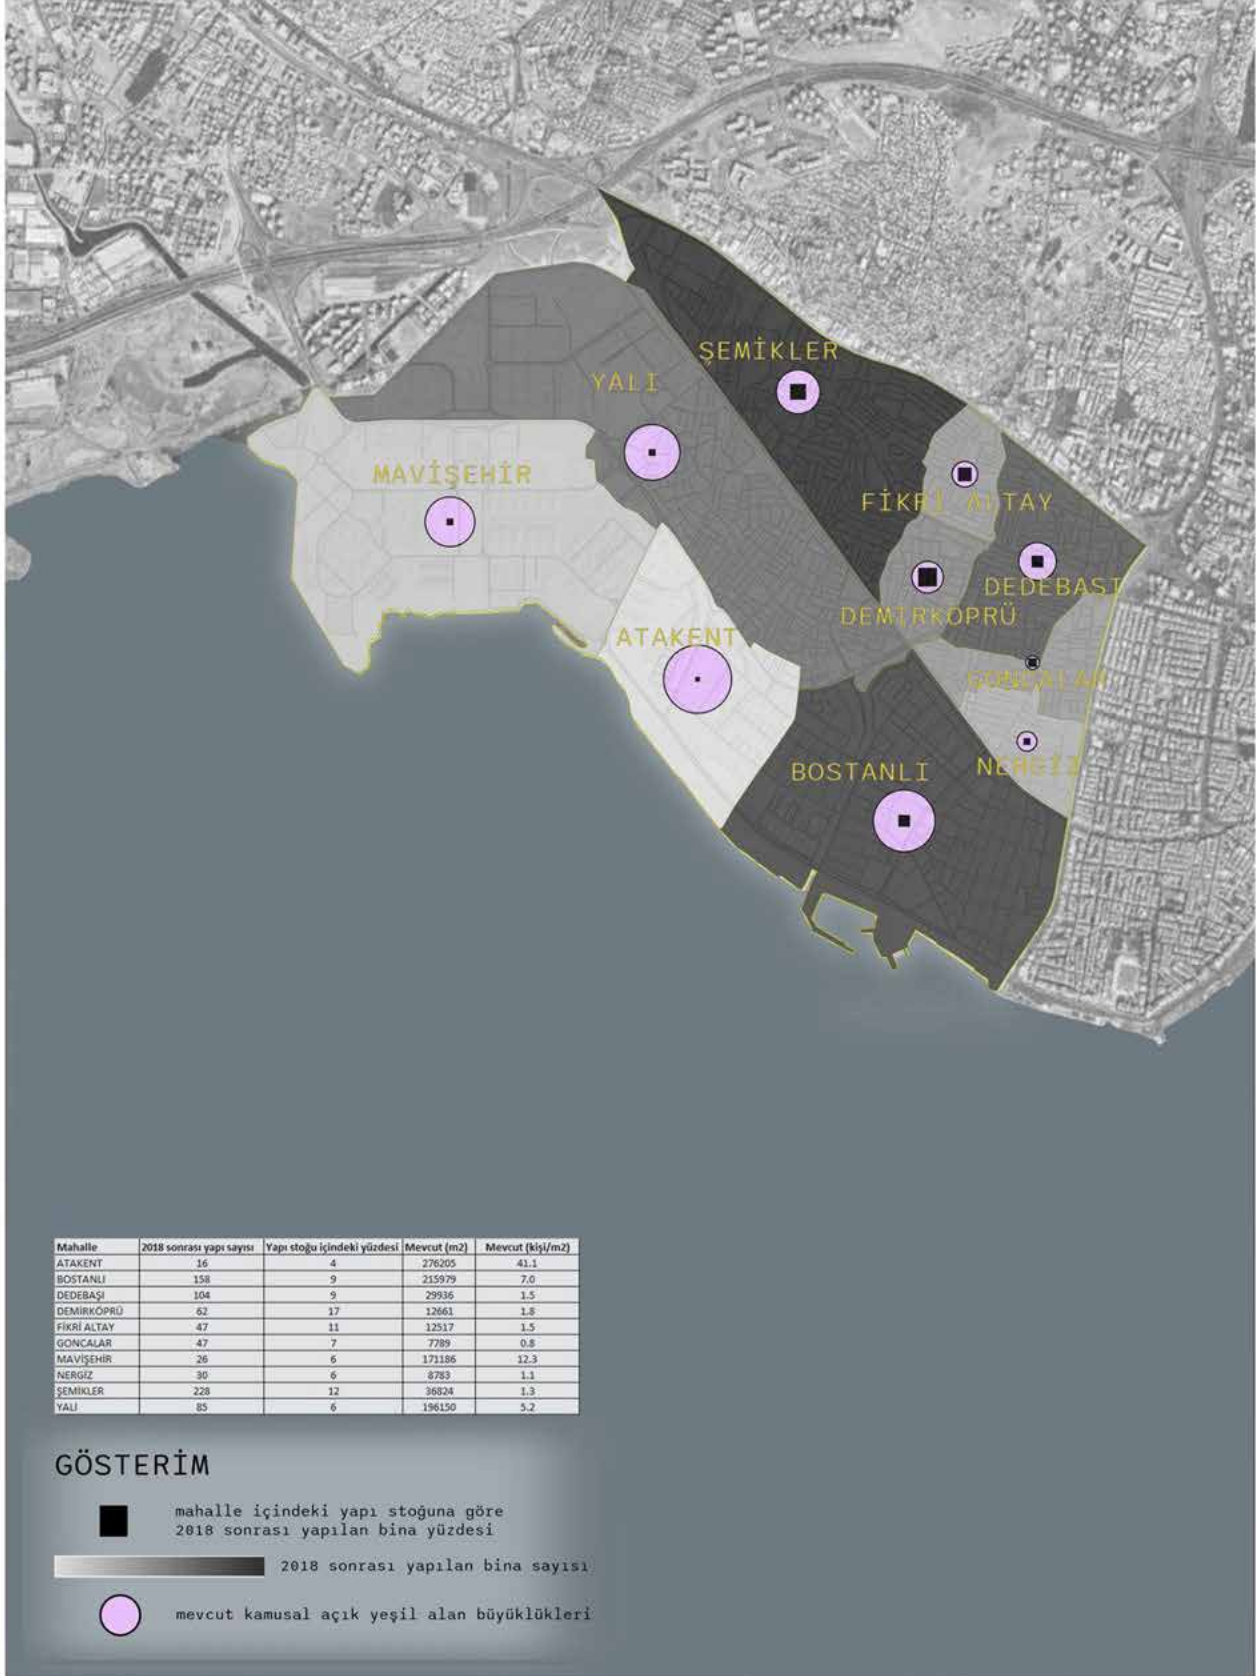 ŞEMİKLER
YALI
MAVİŞEHİR
FİKRİ ALTAY
DEDEBAŞI
DEMİRKÖPRÜ
ATAKENT
GONCALAR
BOSTANLI
NERGİZ
Mahalle 2018 sonrası yapı sayısı Yapı stoğu içindeki yüzdesi Mevcut (m2) Mevcut (kişi/m2)
ATAKENT 16 4 276205 41.1
BOSTANLI 158 9 215979 7.0
DEDEBAŞI 104 9 29936 1.5
DEMİRKÖPRÜ 62 17 12661 1.8
FİKRİ ALTAY 47 11 12517 1.5
GONCALAR 47 7 7789 0.8
MAVİŞEHİR 26 6 171186 12.3
NERGİZ 30 6 8783 1.1
ŞEMİKLER 228 12 36824 1.3
YALI 85 6 196150 5.2
GÖSTERİM
mahalle içindeki yapı stoğuna göre
2018 sonrası yapılan bina yüzdesi
2018 sonrası yapılan bina sayısı
mevcut kamusal açık yeşil alan büyüklükleri